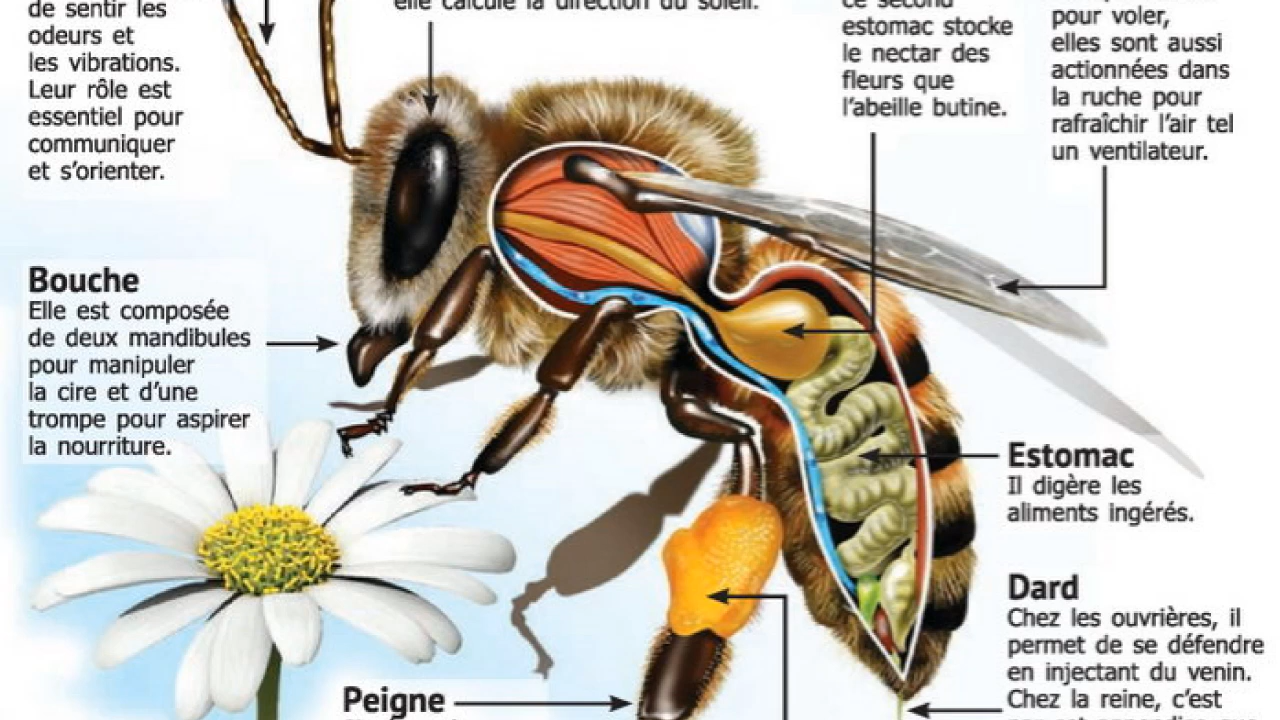 de sentir les
odeurs et
les vibrations.
Leur rôle est
essentiel pour
communiquer
et s'orienter.
elle calcule la direction du soleil.
ce second
estomac stocke
le nectar des
fleurs que
l'abeille butine.
pour voler,
elles sont aussi
actionnées dans
la ruche pour
rafraîchir l'air tel
un ventilateur.
Bouche
Elle est composée
de deux mandibules
pour manipuler
la cire et d'une
trompe pour aspirer
la nourriture.
Estomac
Il digère les
aliments ingérés.
Dard
Chez les ouvrières, il
permet de se défendre
en injectant du venin.
Chez la reine, c'est
Peigne